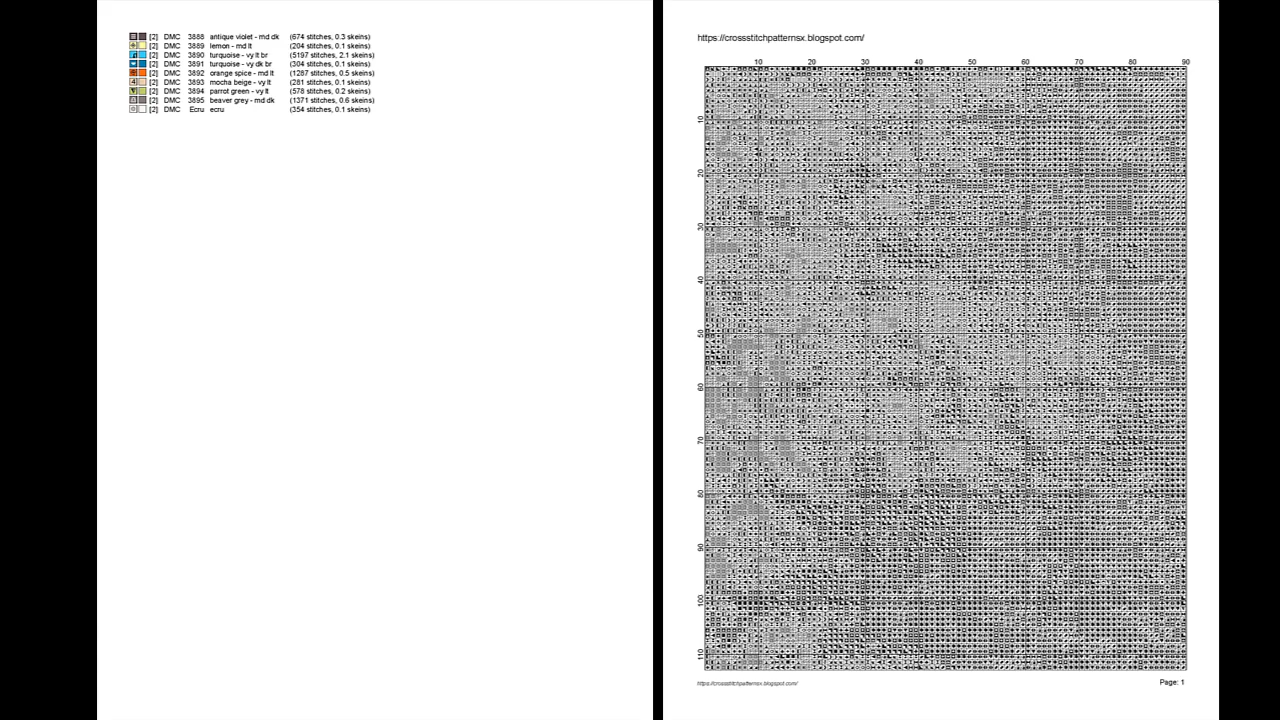 [2] DMC 3888 antique violet - md dk (674 stitches, 0.3 skeins)
[2] DMC 3889 lemon - md lt (204 stitches, 0.1 skeins)
[2] DMC 3890 turquoise - vy lt br (5197 stitches, 2.1 skeins)
[2] DMC 3891 turquoise - vy dk br (304 stitches, 0.1 skeins)
[2] DMC 3892 orange spice - md lt (1287 stitches, 0.5 skeins)
[2] DMC 3893 mocha beige - vy lt (281 stitches, 0.1 skeins)
[2] DMC 3894 parrot green - vy lt (578 stitches, 0.2 skeins)
[2] DMC 3895 beaver grey - md dk (1371 stitches, 0.6 skeins)
[2] DMC Ecru ecru (354 stitches, 0.1 skeins)
https://crossstitchpatternsx.blogspot.com/
10 20 30 40 50 60 70 80 90
10
20
30
40
50
60
70
80
90
100
110
https://crossstitchpatternsx.blogspot.com/
Page: 1